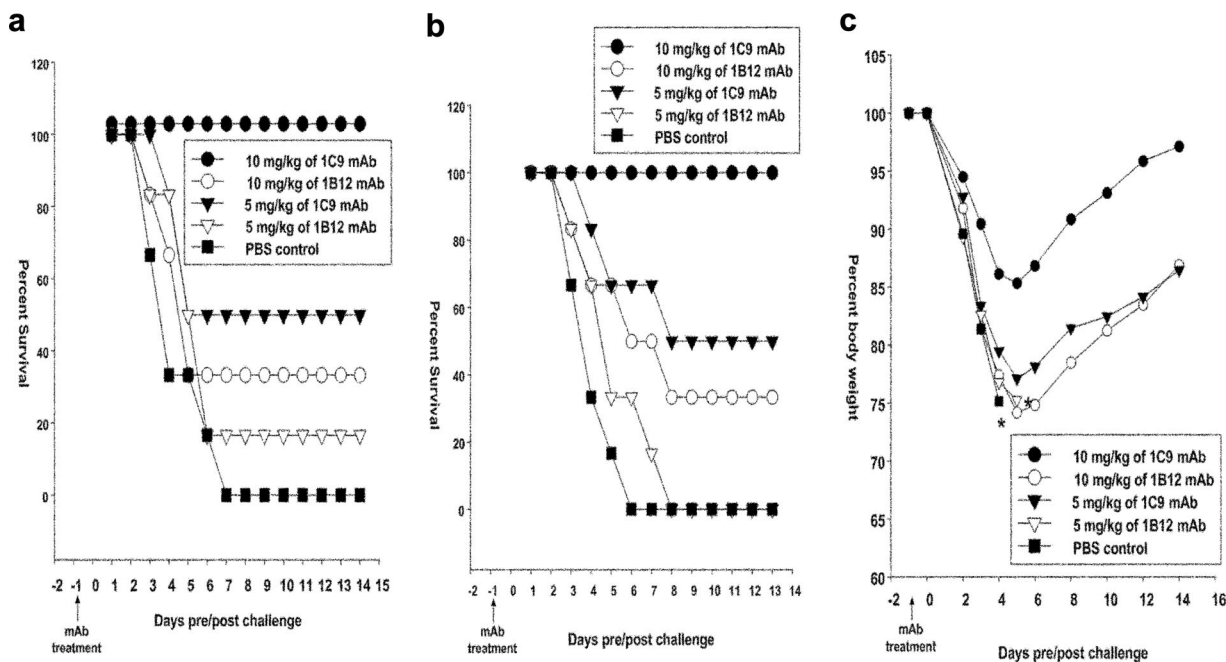 a
120
100
80
60
40
20
0
Percent Survival
10 mg/kg of 1C9 mAb
10 mg/kg of 1B12 mAb
5 mg/kg of 1C9 mAb
5 mg/kg of 1B12 mAb
PBS control
-2 -1 0 1 2 3 4 5 6 7 8 9 10 11 12 13 14 15
mAb
treatment
Days pre/post challenge
b
10 mg/kg of 1C9 mAb
10 mg/kg of 1B12 mAb
5 mg/kg of 1C9 mAb
5 mg/kg of 1B12 mAb
PBS control
120
100
80
60
40
20
0
Percent Survival
-2 -1 0 1 2 3 4 5 6 7 8 9 10 11 12 13 14
mAb
treatment
Days pre/post challenge
c
105
100
95
90
85
80
75
70
65
60
Percent body weight
*
*
10 mg/kg of 1C9 mAb
10 mg/kg of 1B12 mAb
5 mg/kg of 1C9 mAb
5 mg/kg of 1B12 mAb
PBS control
-2 0 2 4 6 8 10 12 14 16
mAb
treatment
Days pre/post challenge